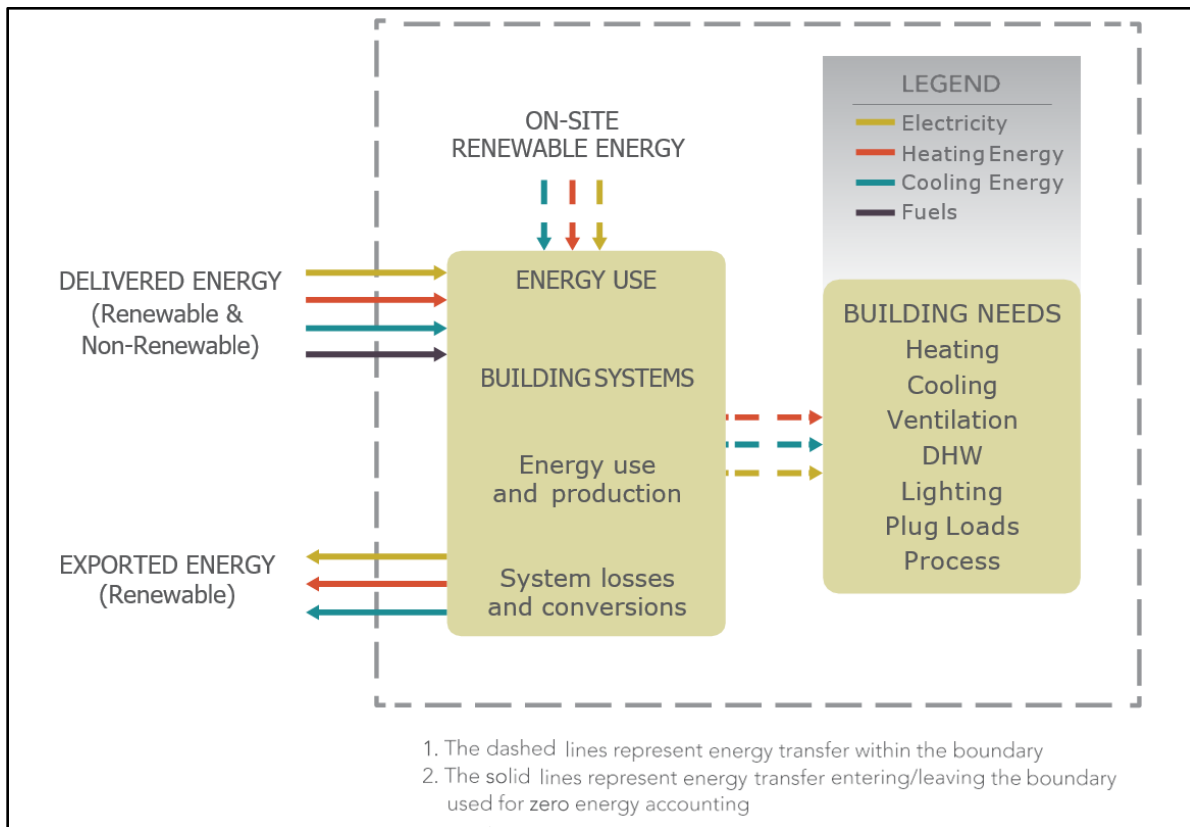 LEGEND
Electricity
Heating Energy
Cooling Energy
Fuels
ON-SITE
RENEWABLE ENERGY
DELIVERED ENERGY
(Renewable &
Non-Renewable)
ENERGY USE
BUILDING SYSTEMS
Energy use
and production
System losses
and conversions
BUILDING NEEDS
Heating
Cooling
Ventilation
DHW
Lighting
Plug Loads
Process
EXPORTED ENERGY
(Renewable)
1. The dashed lines represent energy transfer within the boundary
2. The solid lines represent energy transfer entering/leaving the boundary
used for zero energy accounting